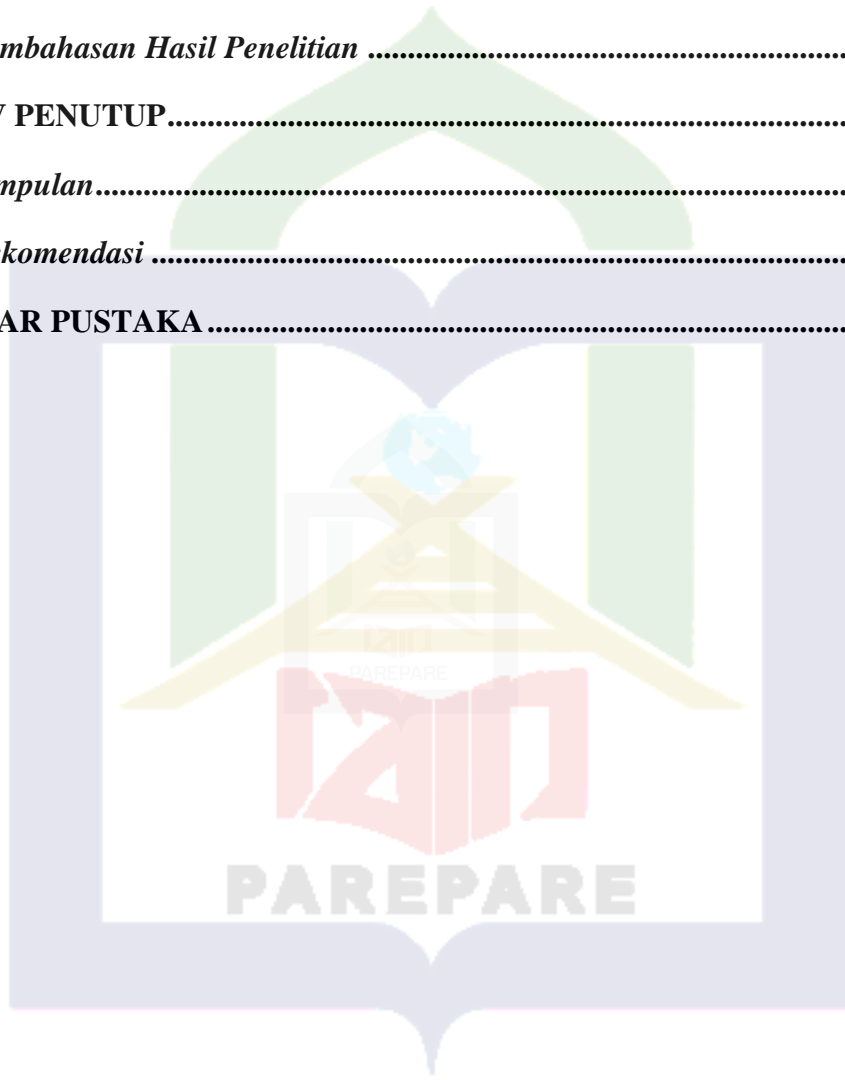 mbahasan Hasil Penelitian ..........................................................................
V PENUTUP..........................................................................................................
mpulan.....................................................................................................................
komendasi ..............................................................................................................
AR PUSTAKA ....................................................................................................
PAREPARE
PAREPARE